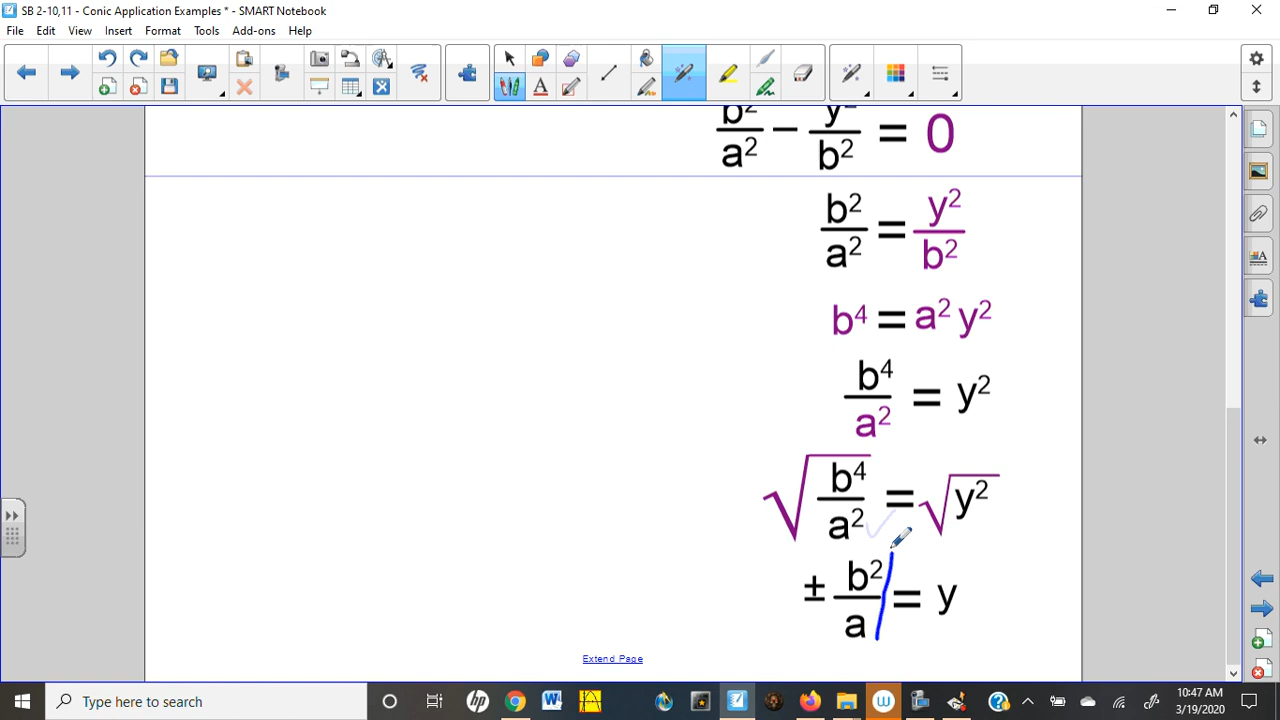 SB 2-10,11 - Conic Application Examples * - SMART Notebook
File Edit View Insert Format Tools Add-ons Help
b²/a² − y²/b² = 0
b²/a² = y²/b²
b⁴ = a² y²
b⁴/a² = y²
√(b⁴/a²) = √(y²)
± b²/a = y
Extend Page
Type here to search
10:47 AM
3/19/2020